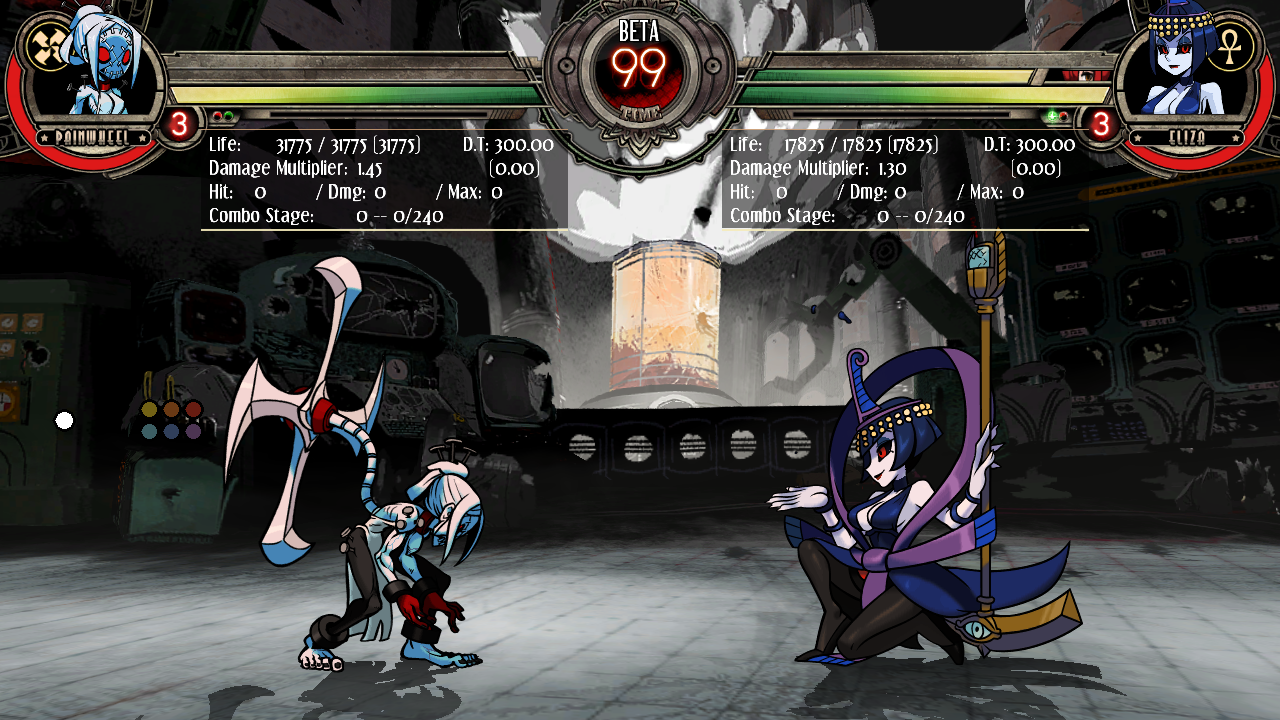 BETA
99
TIME
PAINWHEEL
3
3
ELIZA
Life: 31775 / 31775 (31775) D.T: 300.00
Damage Multiplier: 1.45 (0.00)
Hit: 0 / Dmg: 0 / Max: 0
Combo Stage: 0 -- 0/240
Life: 17825 / 17825 (17825) D.T: 300.00
Damage Multiplier: 1.30 (0.00)
Hit: 0 / Dmg: 0 / Max: 0
Combo Stage: 0 -- 0/240